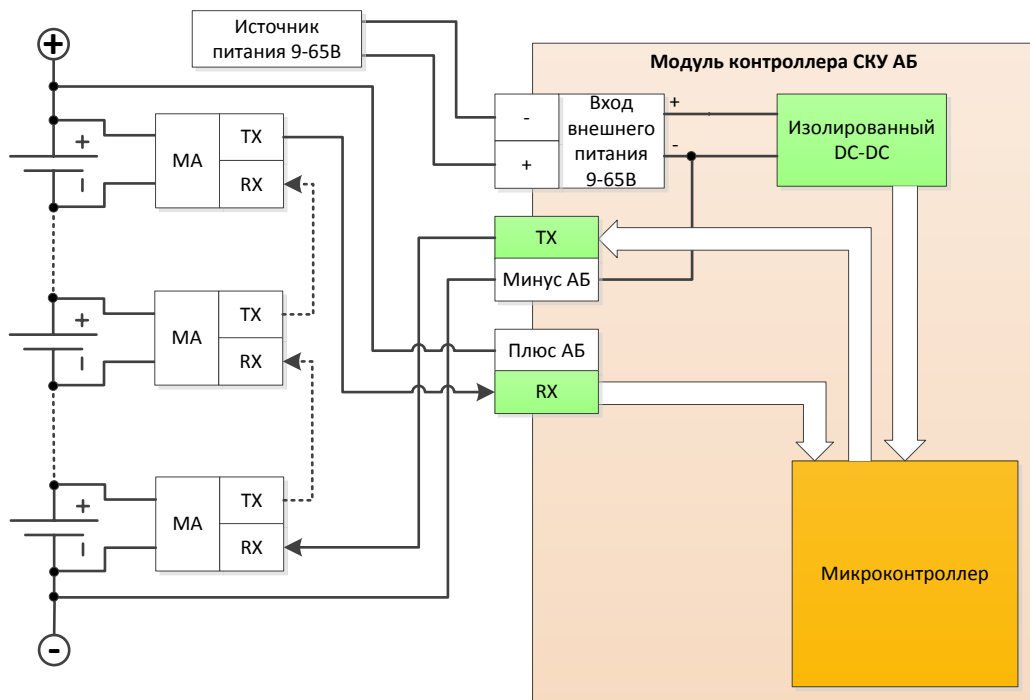 Источник
питания 9-65В
Модуль контроллера СКУ АБ
+
-
+
Вход
внешнего
питания
9-65В
+
-
Изолированный
DC-DC
+
–
МА
TX
RX
TX
Минус АБ
+
–
МА
TX
RX
Плюс АБ
RX
+
–
МА
TX
RX
Микроконтроллер
-